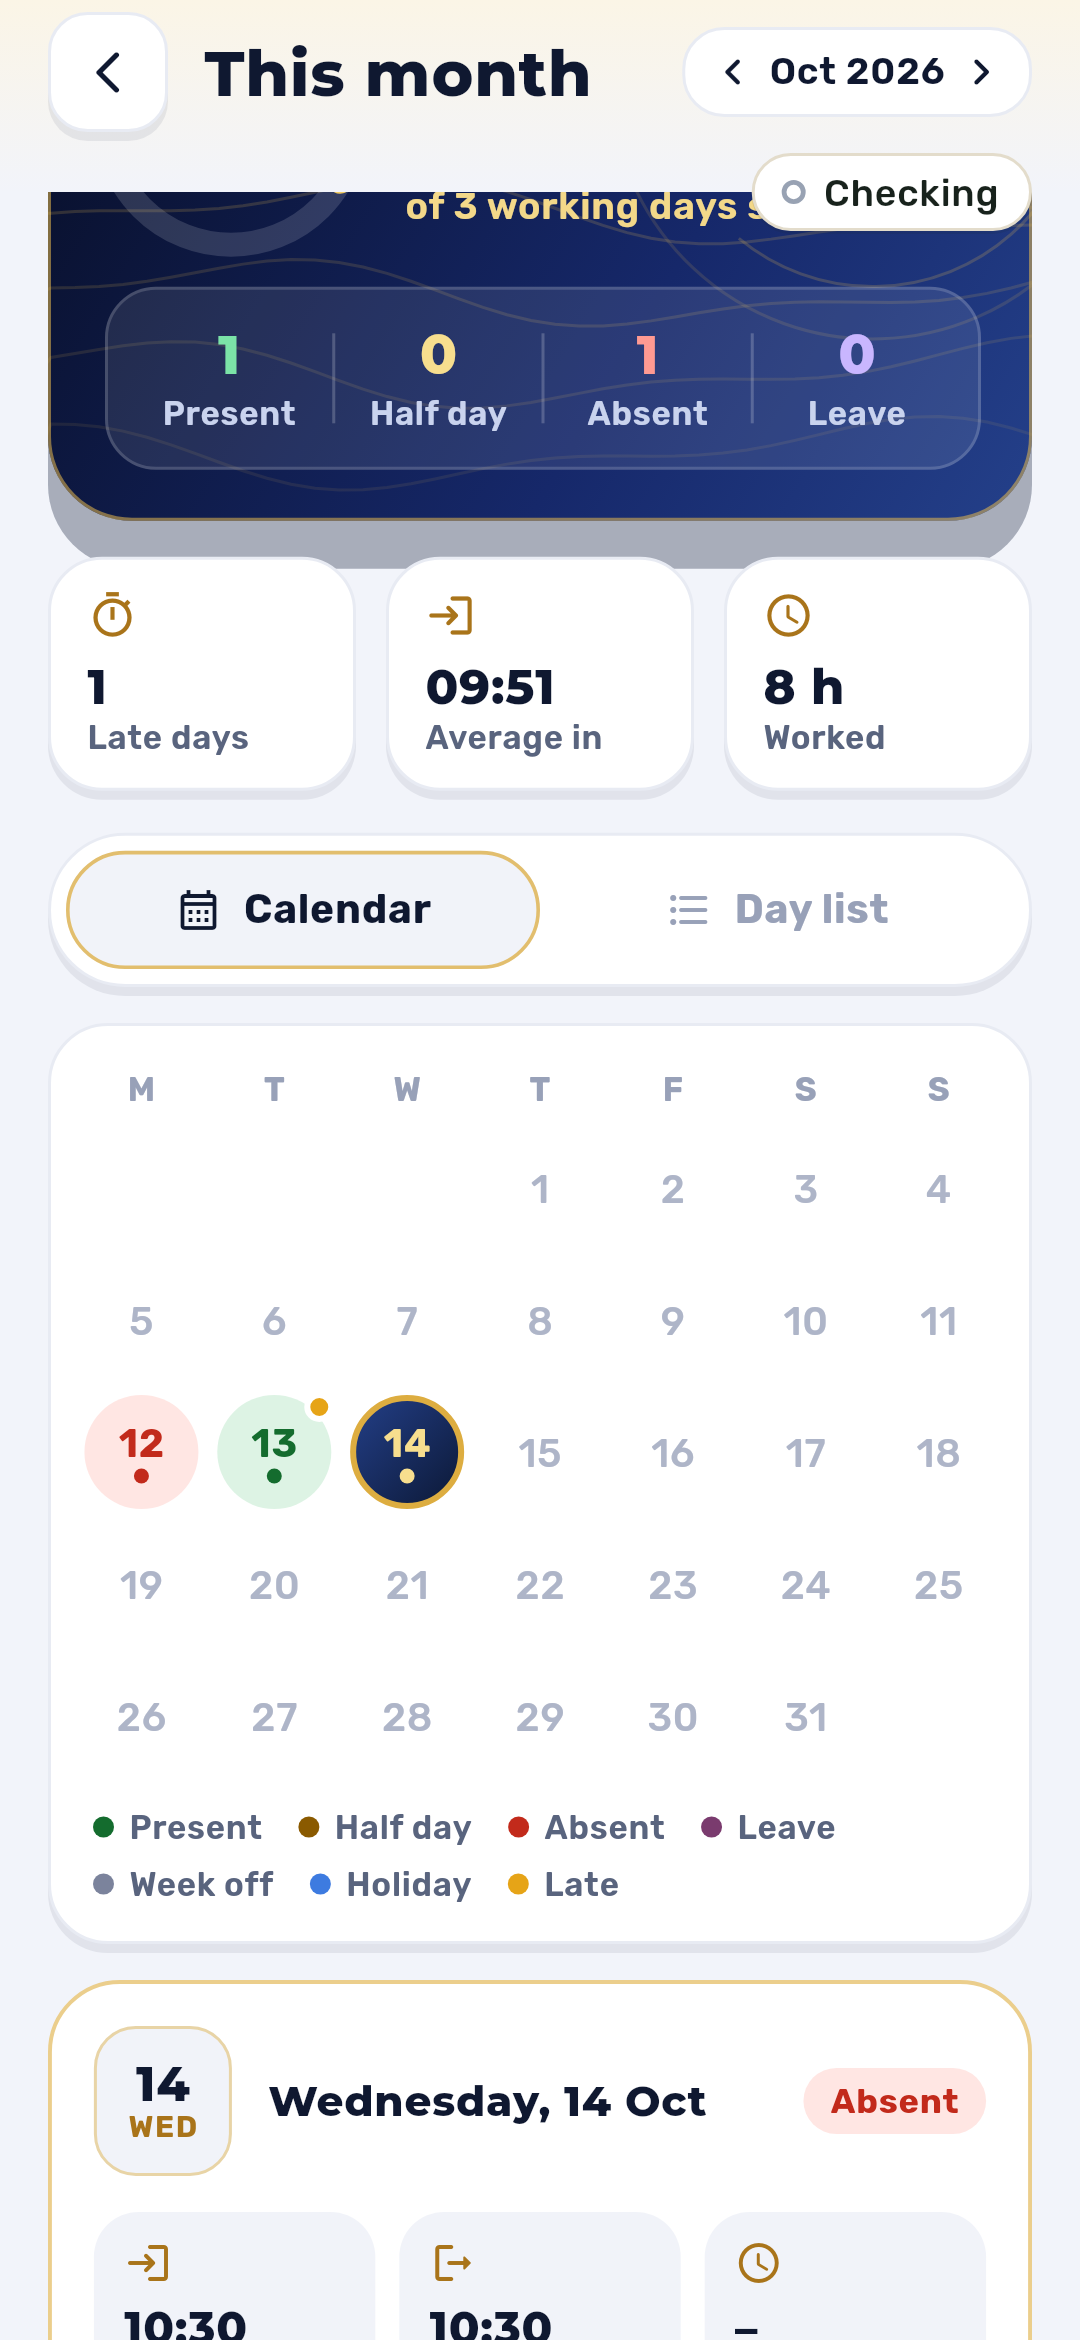 This month
Oct 2026
Checking
of 3 working days
1 0 1 0
Present Half day Absent Leave
1 09:51 8 h
Late days Average in Worked
Calendar Day list
M T W T F S S
1 2 3 4
5 6 7 8 9 10 11
12 13 14 15 16 17 18
19 20 21 22 23 24 25
26 27 28 29 30 31
Present Half day Absent Leave
Week off Holiday Late
14
WED
Wednesday, 14 Oct
Absent
10:30 10:30 –